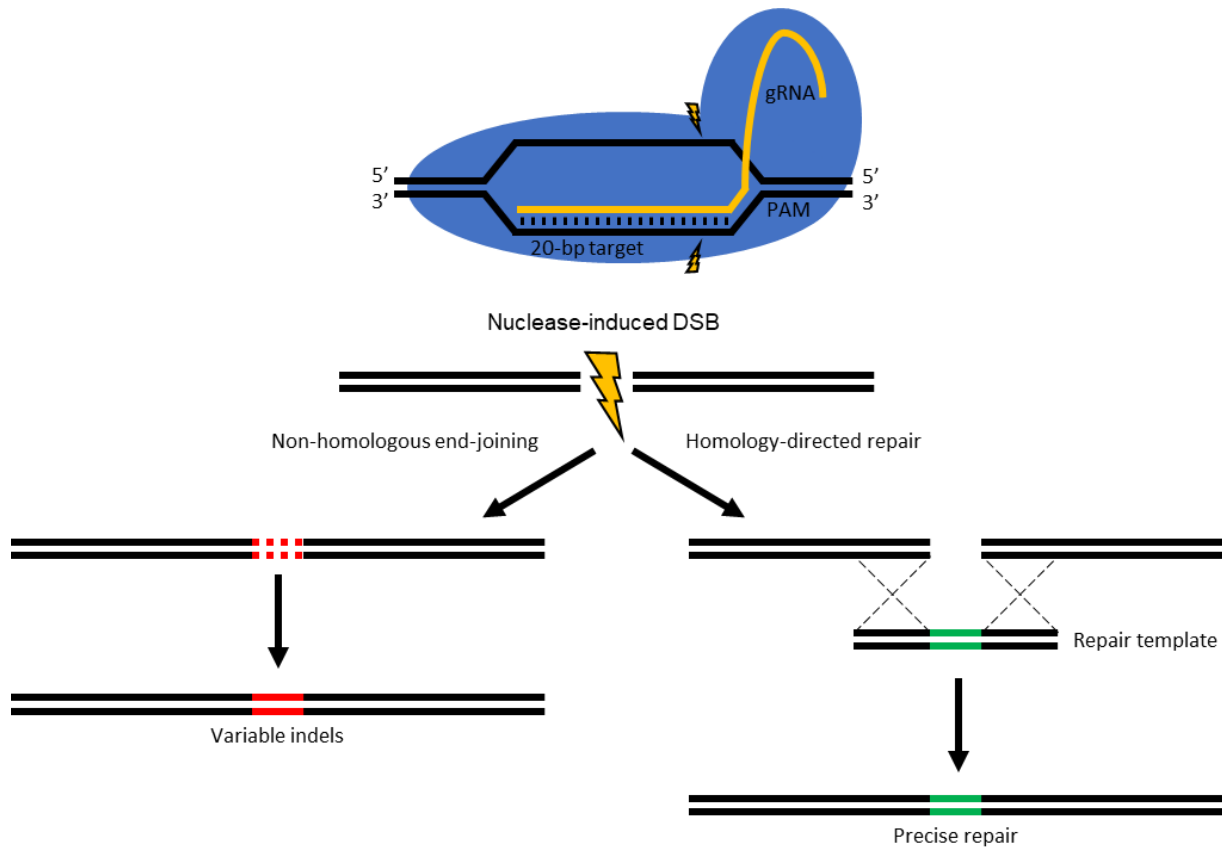 gRNA
5’
5’
3’
PAM
3’
20-bp target
Nuclease-induced DSB
Non-homologous end-joining
Homology-directed repair
Repair template
Variable indels
Precise repair